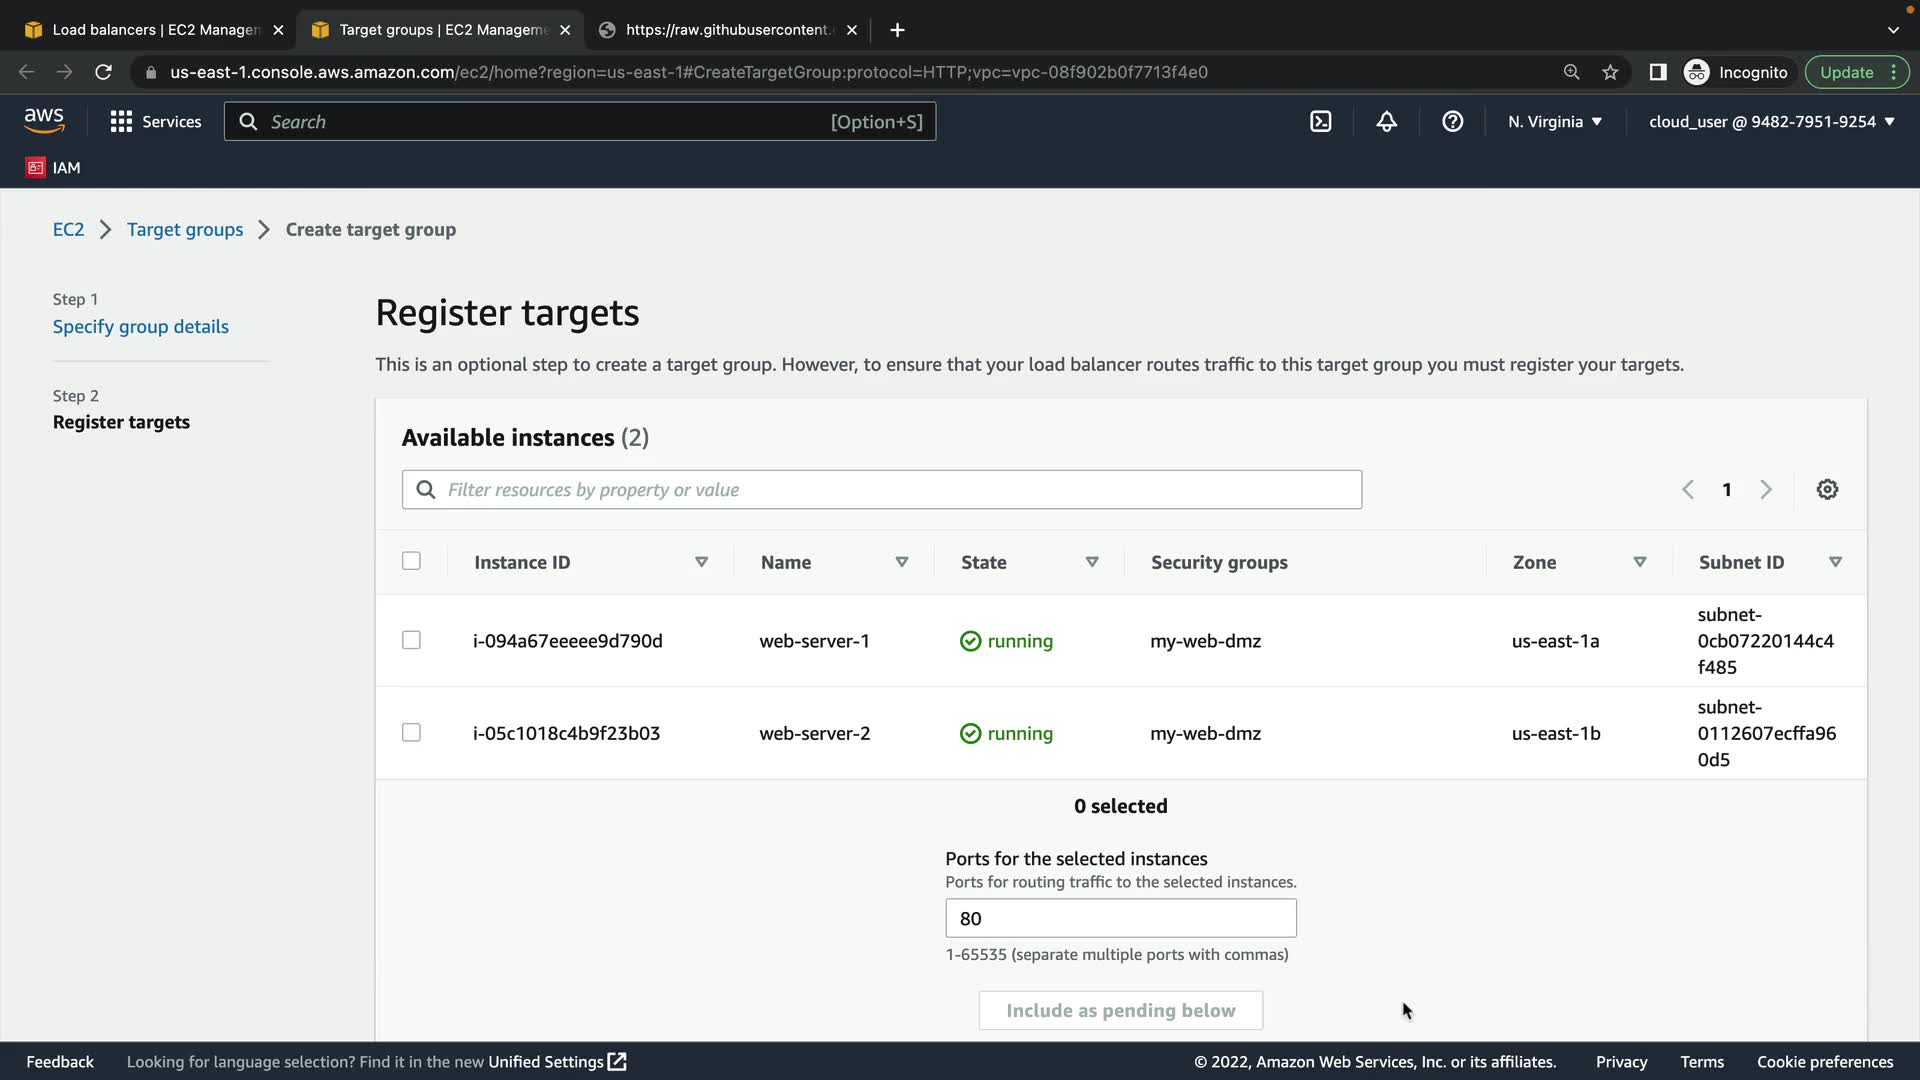 Load balancers | EC2 Managem
Target groups | EC2 Manageme
https://raw.githubusercontent.
us-east-1.console.aws.amazon.com/ec2/home?region=us-east-1#CreateTargetGroup:protocol=HTTP;vpc=vpc-08f902b0f7713f4e0
Incognito
Update
aws
Services
Search
[Option+S]
N. Virginia
cloud_user @ 9482-7951-9254
IAM
EC2
Target groups
Create target group
Step 1
Specify group details
Step 2
Register targets
Register targets
This is an optional step to create a target group. However, to ensure that your load balancer routes traffic to this target group you must register your targets.
Available instances (2)
Filter resources by property or value
1
Instance ID
Name
State
Security groups
Zone
Subnet ID
i-094a67eeeee9d790d
web-server-1
running
my-web-dmz
us-east-1a
subnet-
0cb07220144c4
f485
i-05c1018c4b9f23b03
web-server-2
running
my-web-dmz
us-east-1b
subnet-
0112607ecffa96
0d5
0 selected
Ports for the selected instances
Ports for routing traffic to the selected instances.
80
1-65535 (separate multiple ports with commas)
Include as pending below
Feedback
Looking for language selection? Find it in the new Unified Settings
© 2022, Amazon Web Services, Inc. or its affiliates.
Privacy
Terms
Cookie preferences